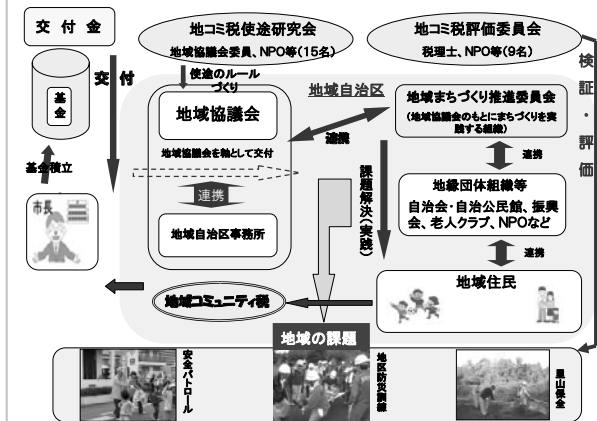 交付金
基金
交付
基金積立
市長
地コミ税使途研究会
地域協議会委員、NPO等(15名)
使途のルール
づくり
地域協議会
地域協議会を軸として交付
連携
地域自治区事務所
地域自治区
連携
地コミ税評価委員会
税理士、NPO等(9名)
検証・評価
地域まちづくり推進委員会
(地域協議会のもとにまちづくりを実
践する組織)
連携
地縁団体組織等
自治会・自治公民館、振興
会、老人クラブ、NPOなど
連携
課題解決(実践)
地域住民
地域コミュニティ税
地域の課題
安全パトロール
地区防災訓練
里山保全